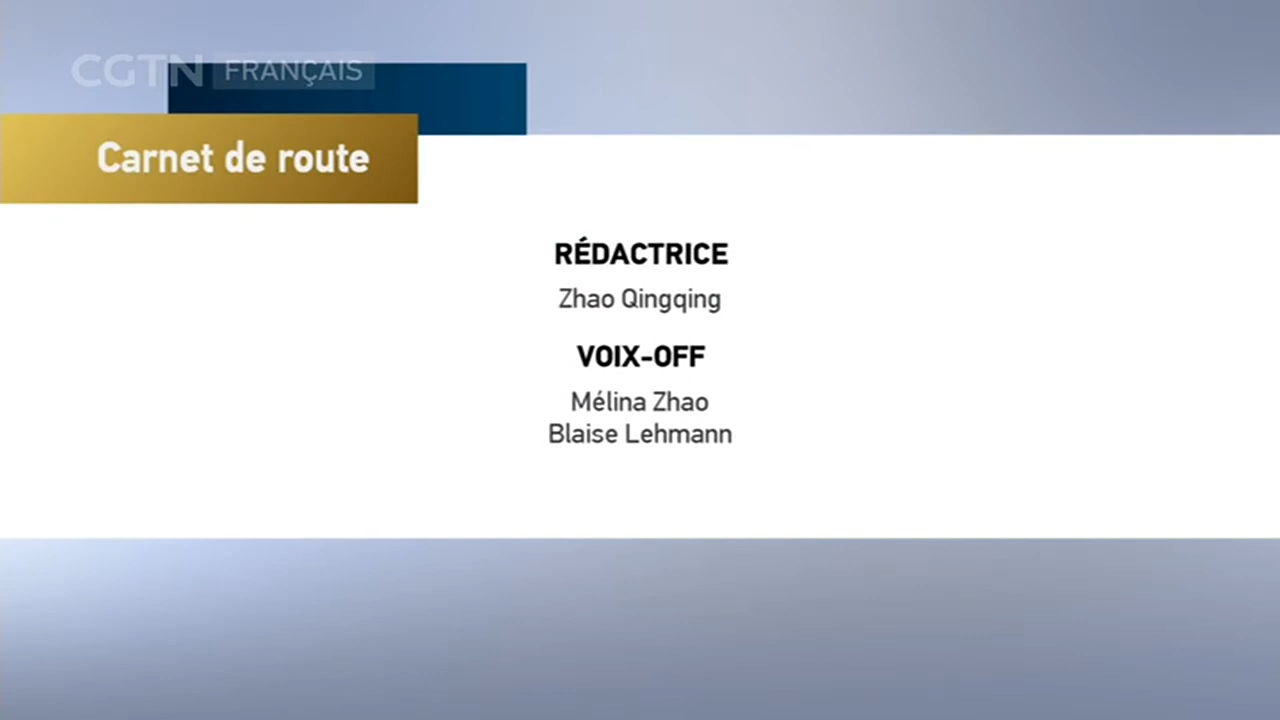 CGTN FRANÇAIS
Carnet de route
RÉDACTRICE
Zhao Qingqing
VOIX-OFF
Mélina Zhao
Blaise Lehmann